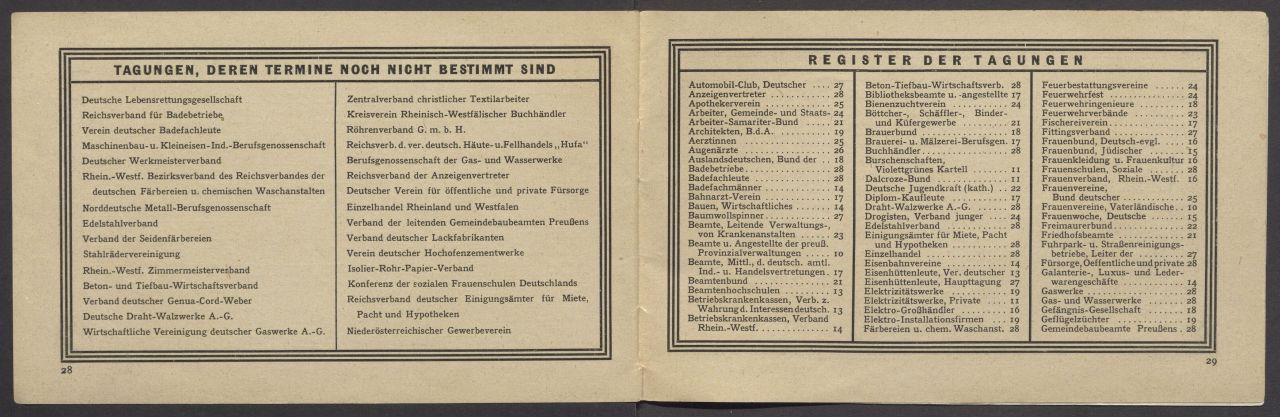 TAGUNGEN, DEREN TERMINE NOCH NICHT BESTIMMT SIND
Deutsche Lebensrettungsgesellschaft
Reichsverband für Badebetriebe
Verein deutscher Badefachleute
Maschinenbau- u. Kleineisen-Ind.-Berufsgenossenschaft
Deutscher Werkmeisterverband
Rhein.-Westf. Bezirksverband des Reichsverbandes der
deutschen Färbereien u. chemischen Waschanstalten
Norddeutsche Metall-Berufsgenossenschaft
Edelstahlverband
Verband der Seidenfärbereien
Stahlrädervereinigung
Rhein.-Westf. Zimmermeisterverband
Beton- und Tiefbau-Wirtschaftsverband
Verband deutscher Genua-Cord-Weber
Deutsche Draht-Walzwerke A.-G.
Wirtschaftliche Vereinigung deutscher Gaswerke A.-G.
Zentralverband christlicher Textilarbeiter
Kreisverein Rheinisch-Westfälischer Buchhändler
Röhrenverband G. m. b. H.
Reichsverb. d. ver. deutsch. Häute- u. Fellhandels „Hufa"
Berufsgenossenschaft der Gas- und Wasserwerke
Reichsverband der Anzeigenvertreter
Deutscher Verein für öffentliche und private Fürsorge
Einzelhandel Rheinland und Westfalen
Verband der leitenden Gemeindebaubeamten Preußens
Verband deutscher Lackfabrikanten
Verein deutscher Hochofenzementwerke
Isolier-Rohr-Papier-Verband
Konferenz der sozialen Frauenschulen Deutschlands
Reichsverband deutscher Einigungsämter für Miete,
Pacht und Hypotheken
Niederösterreichischer Gewerbeverein
28
REGISTER DER TAGUNGEN
Automobil-Club, Deutscher .... 27
Anzeigenvertreter ............ 28
Apothekerverein ............. 25
Arbeiter, Gemeinde- und Staats- 24
Arbeiter-Samariter-Bund ..... 21
Architekten, B.d.A. .......... 19
Aerztinnen .................. 25
Augenärzte .................. 26
Auslandsdeutschen, Bund der .. 18
Badebetriebe ................. 28
Badefachleute ................ 28
Badefachmänner .............. 14
Bahnarzt-Verein .............. 17
Bauen, Wirtschaftliches ...... 14
Baumwollspinner .............. 27
Beamte, Leitende Verwaltungs-,
von Krankenanstalten ...... 23
Beamte u. Angestellte der preuß.
Provinzialverwaltungen ..... 10
Beamte, Mittl., d. deutsch. amtl.
Ind.- u. Handelsvertretungen. 17
Beamtenbund ................ 21
Beamtenhochschulen .......... 13
Betriebskrankenkassen, Verb. z.
Wahrung d. Interessen deutsch. 13
Betriebskrankenkassen, Verband
Rhein.-Westf. .............. 14
Beton-Tiefbau-Wirtschaftsverb. 28
Bibliotheksbeamte u. -angestellte 17
Bienenzuchtverein ........... 24
Böttcher-, Schäffler-, Binder-
und Küfergewerbe .......... 21
Brauerbund .................. 18
Brauerei- u. Mälzerei-Berufsgen. 17
Buchhändler .................. 28
Burschenschaften,
Violettgrünes Kartell ....... 11
Dalcroze-Bund ............... 11
Deutsche Jugendkraft (kath.) .. 22
Diplom-Kaufleute ............. 17
Draht-Walzwerke A.-G. ....... 28
Drogisten, Verband junger .... 24
Edelstahlverband ............. 28
Einigungsämter für Miete, Pacht
und Hypotheken ........... 28
Einzelhandel ................. 28
Eisenbahnvereine ............. 14
Eisenhüttenleute, Ver. deutscher 13
Eisenhüttenleute, Haupttagung 27
Elektrizitätswerke ............ 19
Elektrizitätswerke, Private ... 11
Elektro-Großhändler .......... 16
Elektro-Installationsfirmen ... 19
Färbereien u. chem. Waschanst. 28
Feuerbestattungsvereine ...... 24
Feuerwehrfest ............... 24
Feuerwehringenieure ......... 18
Feuerwehrverbände ........... 23
Fischereiverein ............... 17
Fittingsverband .............. 27
Frauenbund, Deutsch-evgl. .... 16
Frauenbund, Jüdischer ....... 15
Frauenkleidung u. Frauenkultur 16
Frauenschulen, Soziale ....... 28
Frauenverband, Rhein.-Westf. 16
Frauenvereine,
Bund deutscher ............ 25
Frauenvereine, Vaterländische .. 10
Frauenwoche, Deutsche ....... 15
Freimaurerbund .............. 22
Friedhofsbeamte ............. 21
Fuhrpark- u. Straßenreinigungs-
betriebe, Leiter der ........ 27
Fürsorge, Oeffentliche und private 28
Galanterie-, Luxus- und Leder-
warengeschäfte ............ 14
Gaswerke .................... 28
Gas- und Wasserwerke ........ 28
Gefängnis-Gesellschaft ....... 18
Geflügelzüchter .............. 19
Gemeindebaubeamte Preußens . 28
29